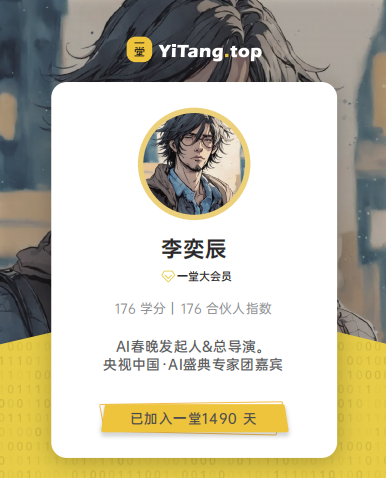 一堂 YiTang.top
李奕辰
一堂大会员
176 学分 | 176 合伙人指数
AI春晚发起人&总导演。
央视中国·AI盛典专家团嘉宾
已加入一堂1490 天